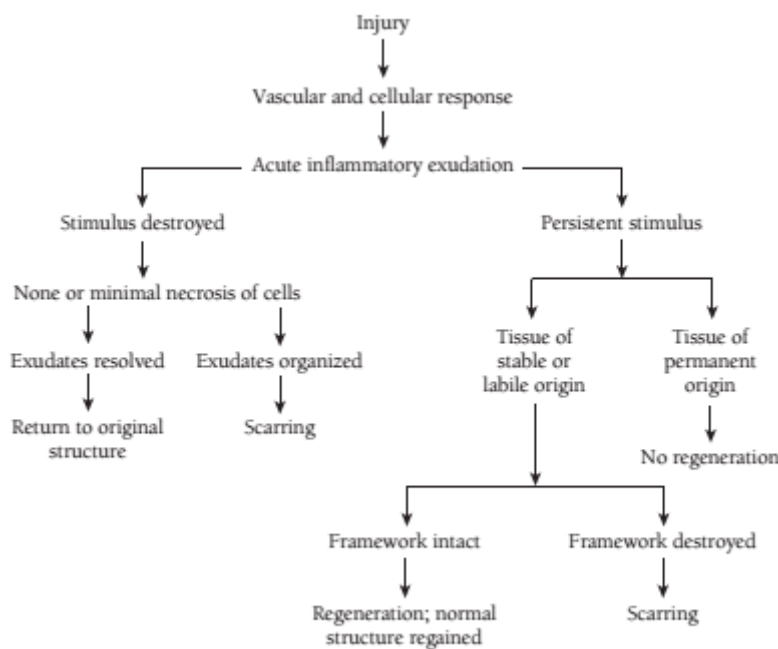 Injury
Vascular and cellular response
Acute inflammatory exudation
Stimulus destroyed
Persistent stimulus
None or minimal necrosis of cells
Exudates resolved
Exudates organized
Return to original
structure
Scarring
Tissue of
stable or
labile origin
Tissue of
permanent
origin
No regeneration
Framework intact
Framework destroyed
Regeneration; normal
structure regained
Scarring